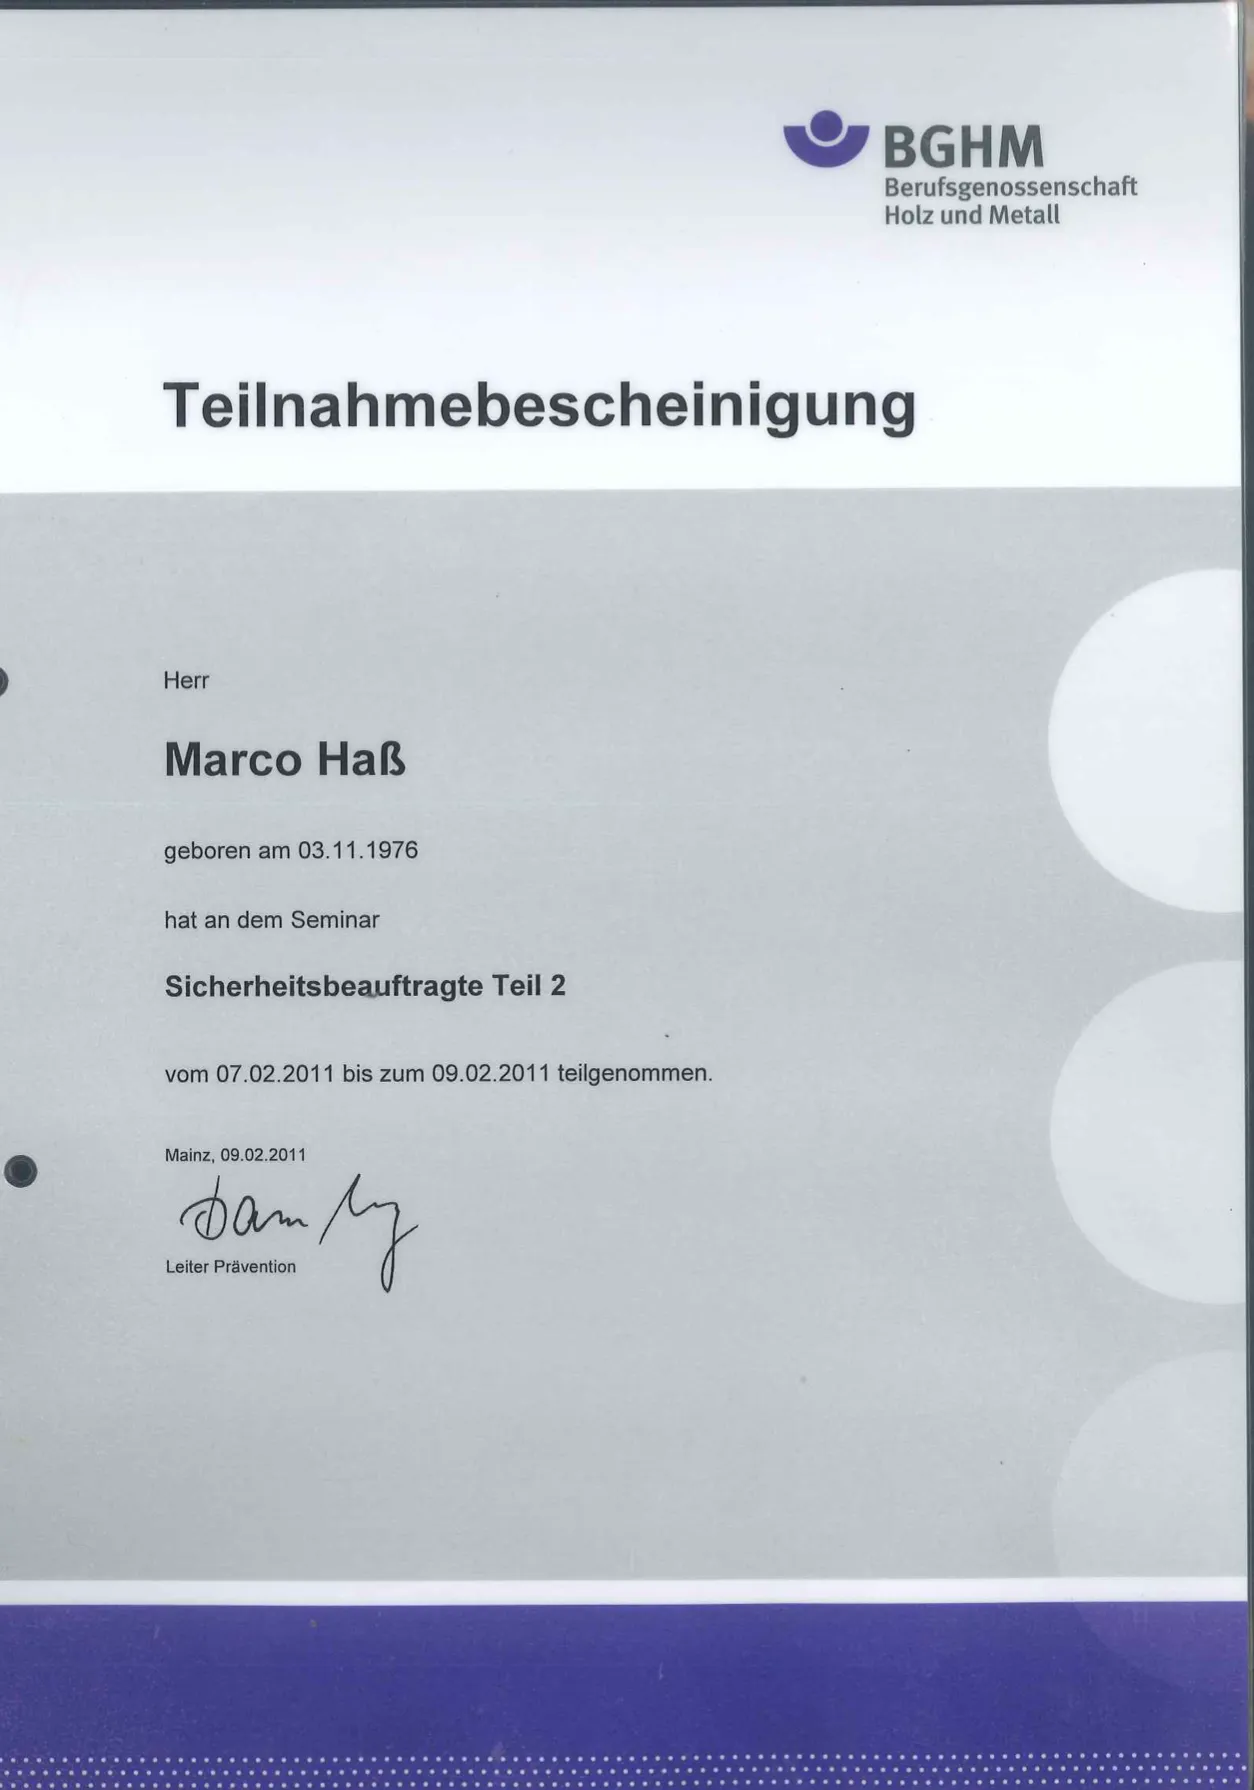 BGHM
Berufsgenossenschaft
Holz und Metall
Teilnahmebescheinigung
Herr
Marco Haß
geboren am 03.11.1976
hat an dem Seminar
Sicherheitsbeauftragte Teil 2
vom 07.02.2011 bis zum 09.02.2011 teilgenommen.
Mainz, 09.02.2011
Leiter Prävention